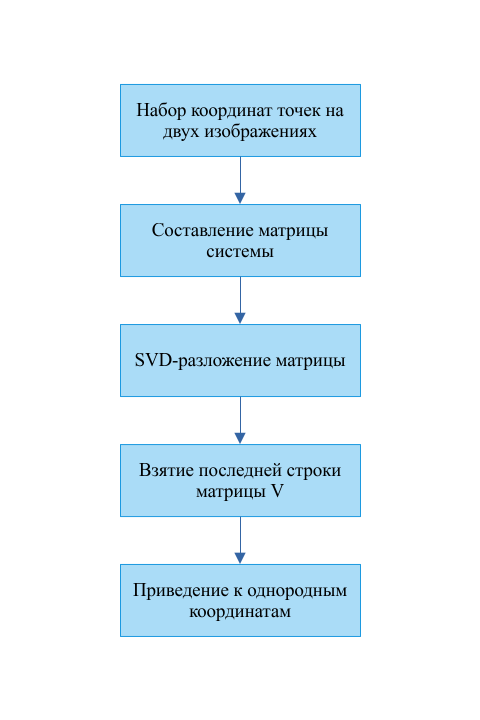 Набор координат точек на
двух изображениях
Составление матрицы
системы
SVD-разложение матрицы
Взятие последней строки
матрицы V
Приведение к однородным
координатам